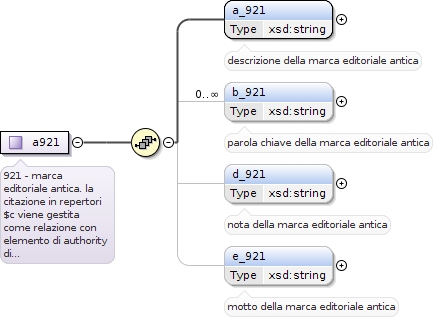 a_921
Type xsd:string
descrizione della marca editoriale antica
0..∞
b_921
Type xsd:string
parola chiave della marca editoriale antica
a921
921 - marca
editoriale antica. la
citazione in repertori
$c viene gestita
come relazione con
elemento di authority
di...
d_921
Type xsd:string
nota della marca editoriale antica
e_921
Type xsd:string
motto della marca editoriale antica